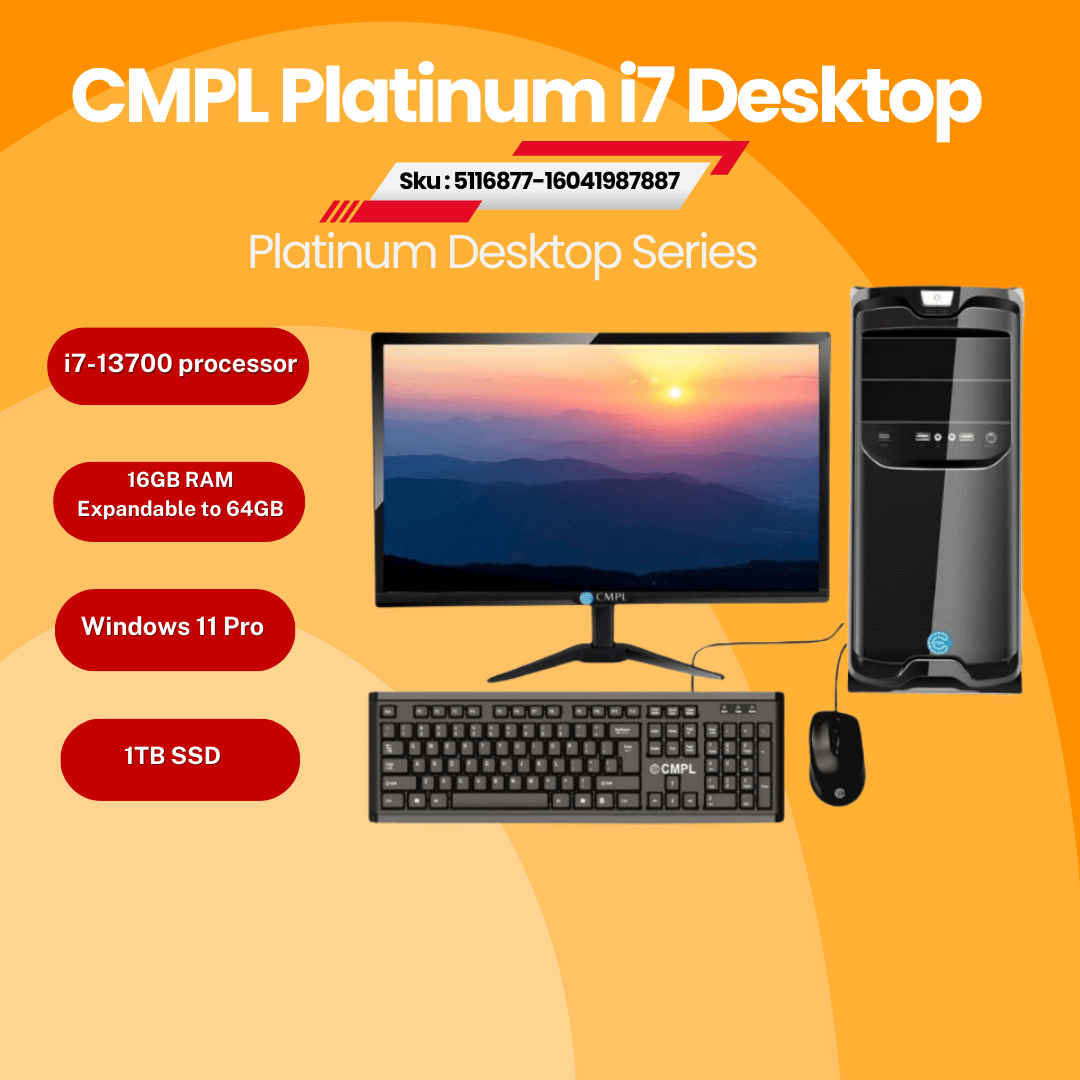 CMPL Platinum i7 Desktop
Sku : 5116877-16041987887
Platinum Desktop Series
i7-13700 processor
16GB RAM
Expandable to 64GB
Windows 11 Pro
1TB SSD
CMPL
CMPL